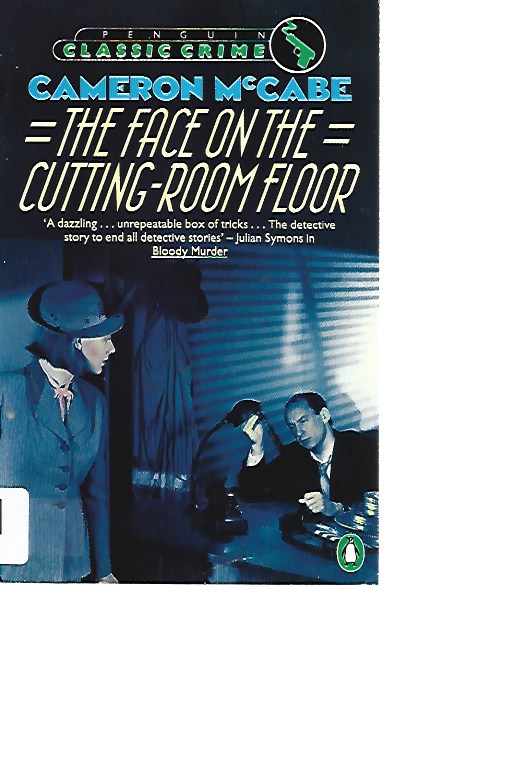 PENGUIN
CLASSIC CRIME
CAMERON McCABE
THE FACE ON THE
CUTTING-ROOM FLOOR
'A dazzling . . . unrepeatable box of tricks . . . The detective
story to end all detective stories' – Julian Symons in
Bloody Murder